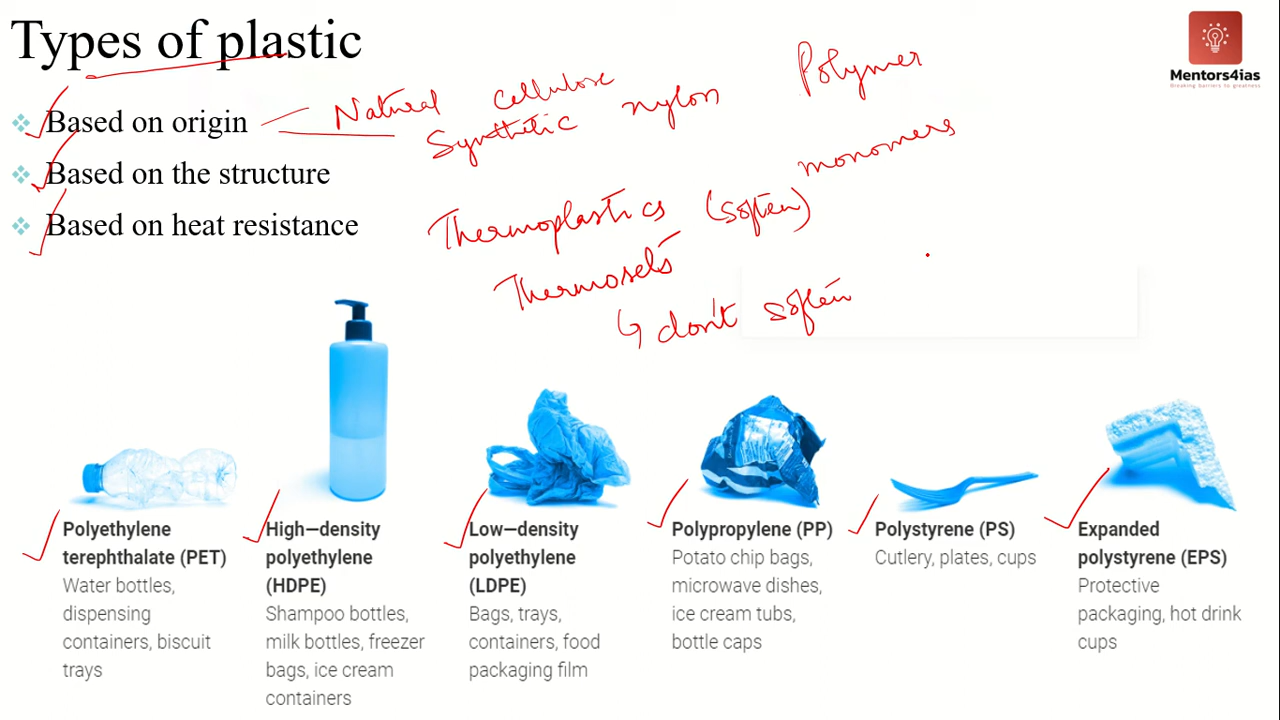 Types of plastic
Mentors4ias
Breaking barriers to greatness
Based on origin
Based on the structure
Based on heat resistance
Natural cellulose
Synthetic nylon
Polymer
monomers
Thermoplastics (soften)
Thermosets
↳ don't soften
Polyethylene
terephthalate (PET)
Water bottles,
dispensing
containers, biscuit
trays
High–density
polyethylene
(HDPE)
Shampoo bottles,
milk bottles, freezer
bags, ice cream
containers
Low–density
polyethylene
(LDPE)
Bags, trays,
containers, food
packaging film
Polypropylene (PP)
Potato chip bags,
microwave dishes,
ice cream tubs,
bottle caps
Polystyrene (PS)
Cutlery, plates, cups
Expanded
polystyrene (EPS)
Protective
packaging, hot drink
cups